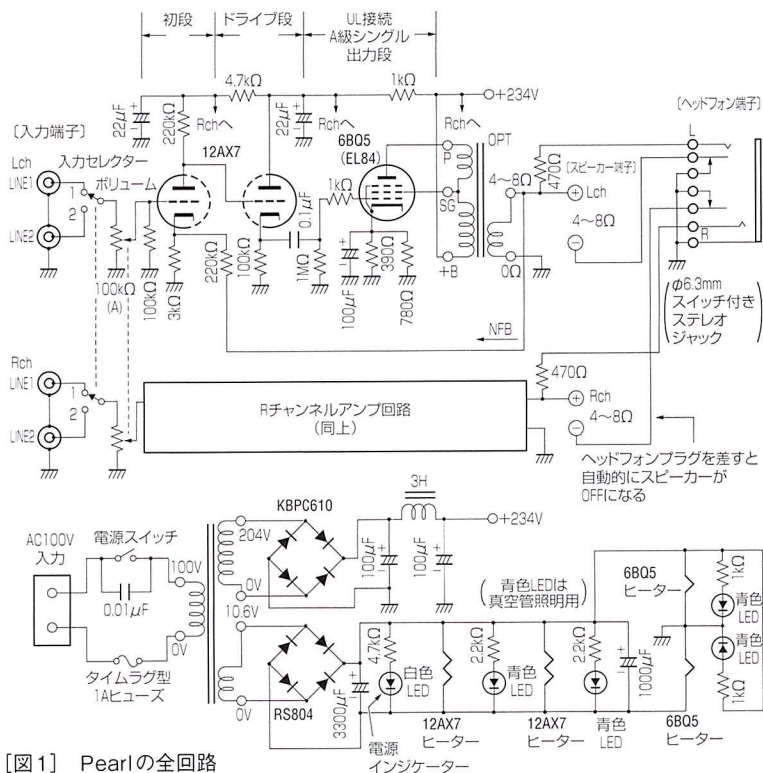 初段
ドライブ段
UL接続
A級シングル
出力段
4.7kΩ
1kΩ
+234V
22μF
220kΩ
Rchへ
22μF
Rchへ
Rchへ
〔入力端子〕
〔ヘッドフォン端子〕
Lch
LINE1
LINE2
入力セレクター
ボリューム
1
2
12AX7
6BQ5
(EL84)
P
OPT
SG
+B
4〜8Ω
0Ω
470Ω
〔スピーカー端子〕
Lch
4〜8Ω
L
R
1kΩ
0.1μF
100kΩ
(A)
100kΩ
3kΩ
220kΩ
100kΩ
1MΩ
100μF
390Ω
780Ω
NFB
φ6.3mm
スイッチ付き
ステレオ
ジャック
Rch
LINE1
LINE2
1
2
Rチャンネルアンプ回路
(同上)
470Ω
Rch
4〜8Ω
ヘッドフォンプラグを差すと
自動的にスピーカーが
OFFになる
AC100V
入力
電源スイッチ
0.01μF
タイムラグ型
1Aヒューズ
100V
0V
204V
0V
10.6V
0V
KBPC610
3H
+234V
100μF
100μF
RS804
3300μF
4.7kΩ
白色
LED
電源
インジケーター
12AX7
ヒーター
2.2kΩ
青色
LED
12AX7
ヒーター
2.2kΩ
青色
LED
1000μF
(青色LEDは
真空管照明用)
6BQ5
ヒーター
6BQ5
ヒーター
1kΩ
青色
LED
青色
LED
1kΩ
[図1] Pearlの全回路